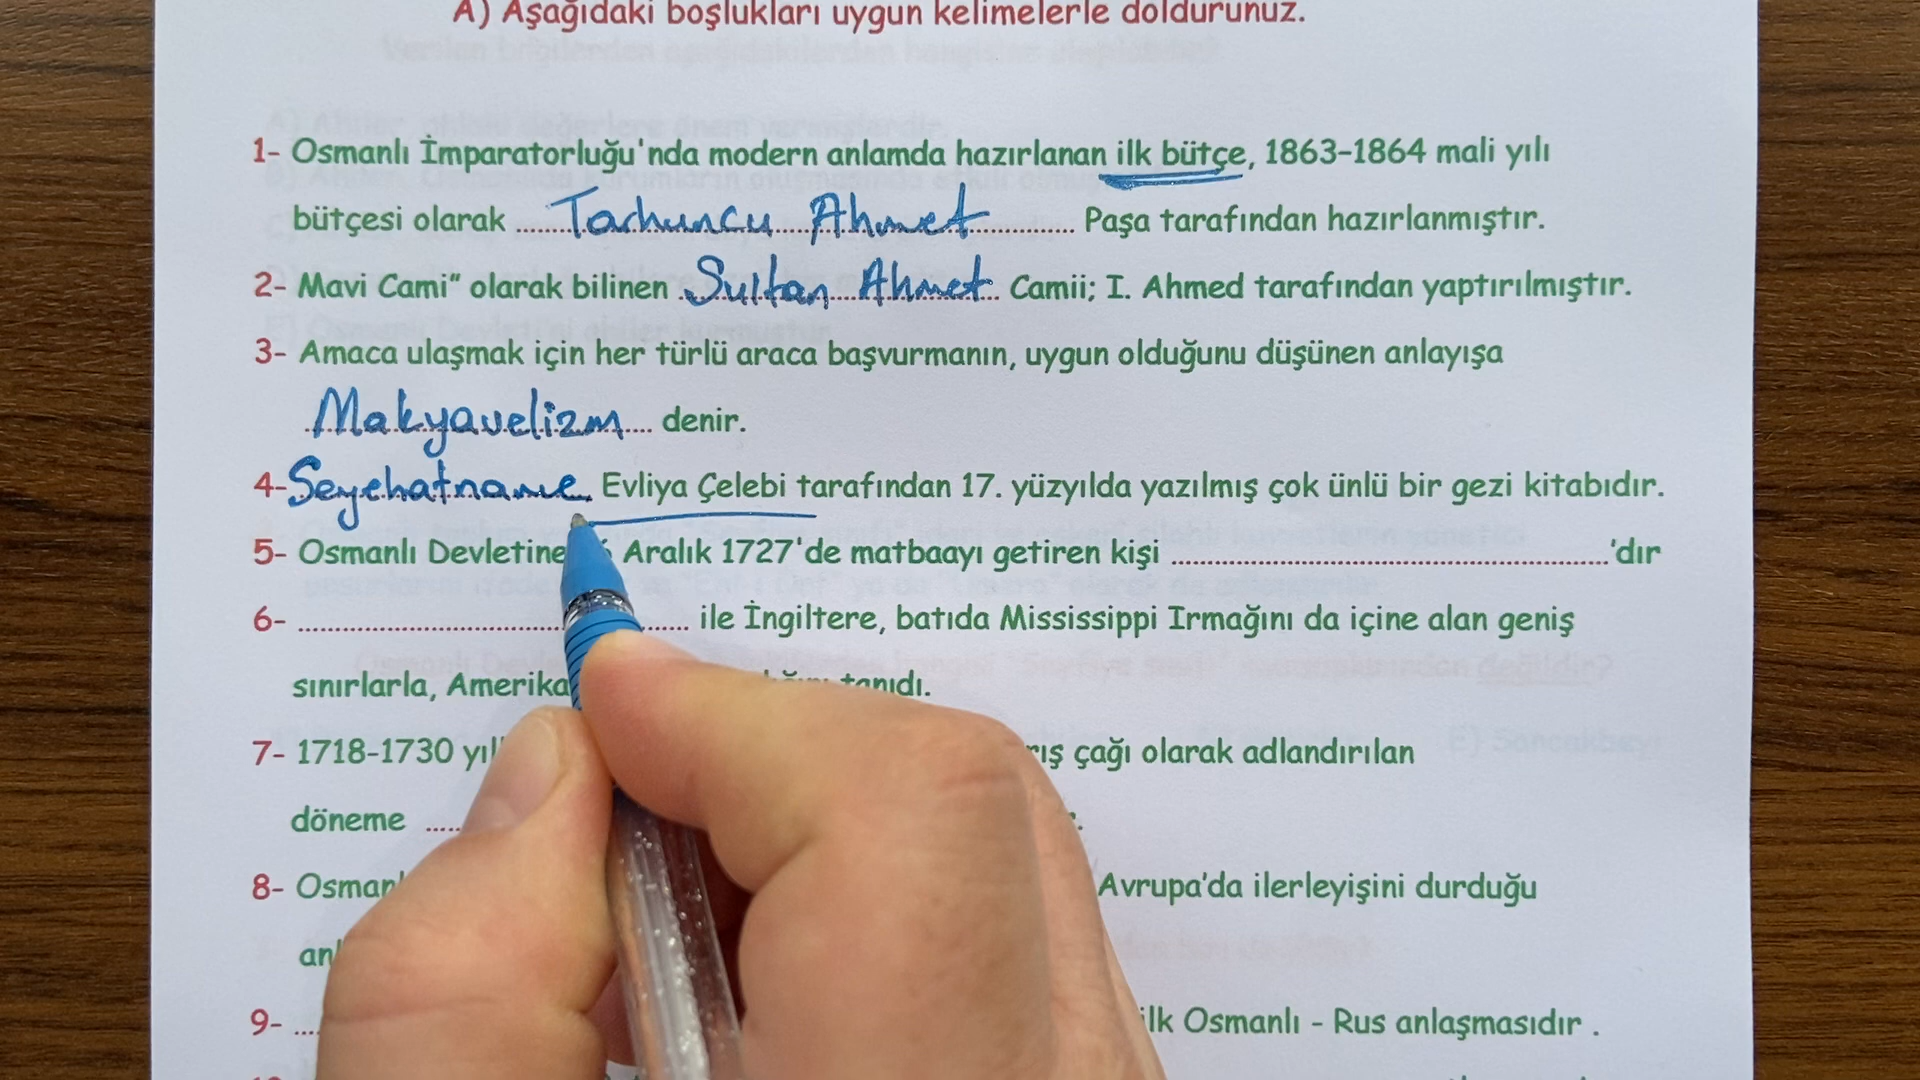 A) Aşağıdaki boşlukları uygun kelimelerle doldurunuz.
1- Osmanlı İmparatorluğu'nda modern anlamda hazırlanan ilk bütçe, 1863-1864 mali yılı
bütçesi olarak Tarhuncu Ahmet Paşa tarafından hazırlanmıştır.
2- Mavi Cami" olarak bilinen Sultan Ahmet Camii; I. Ahmed tarafından yaptırılmıştır.
3- Amaca ulaşmak için her türlü araca başvurmanın, uygun olduğunu düşünen anlayışa
Makyavelizm denir.
4- Seyehatname Evliya Çelebi tarafından 17. yüzyılda yazılmış çok ünlü bir gezi kitabıdır.
5- Osmanlı Devletine Aralık 1727'de matbaayı getiren kişi ........................ 'dır
6- ........................ ile İngiltere, batıda Mississippi Irmağını da içine alan geniş
sınırlarla, Amerika tanıdı.
7- 1718-1730 çağı olarak adlandırılan
döneme .....
8- Avrupa'da ilerleyişini durduğu
9- .... Osmanlı - Rus anlaşmasıdır .